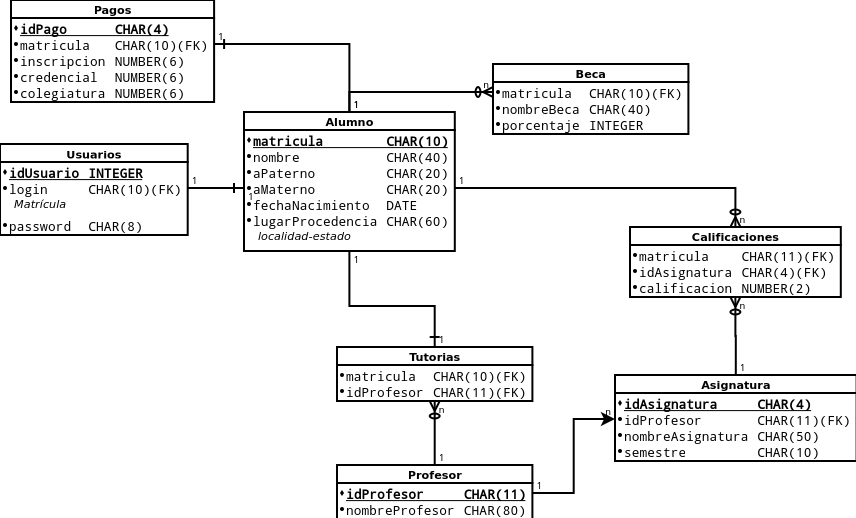 Pagos
idPago CHAR(4)
matricula CHAR(10)(FK)
inscripcion NUMBER(6)
credencial NUMBER(6)
colegiatura NUMBER(6)
1
1
n
Beca
matricula CHAR(10)(FK)
nombreBeca CHAR(40)
porcentaje INTEGER
Usuarios
idUsuario INTEGER
login CHAR(10)(FK)
Matrícula
password CHAR(8)
1
1
Alumno
matricula CHAR(10)
nombre CHAR(40)
aPaterno CHAR(20)
aMaterno CHAR(20)
fechaNacimiento DATE
lugarProcedencia CHAR(60)
localidad-estado
1
n
Calificaciones
matricula CHAR(11)(FK)
idAsignatura CHAR(4)(FK)
calificacion NUMBER(2)
n
1
1
1
Tutorias
matricula CHAR(10)(FK)
idProfesor CHAR(11)(FK)
n
1
Asignatura
idAsignatura CHAR(4)
idProfesor CHAR(11)(FK)
nombreAsignatura CHAR(50)
semestre CHAR(10)
n
1
Profesor
idProfesor CHAR(11)
nombreProfesor CHAR(80)